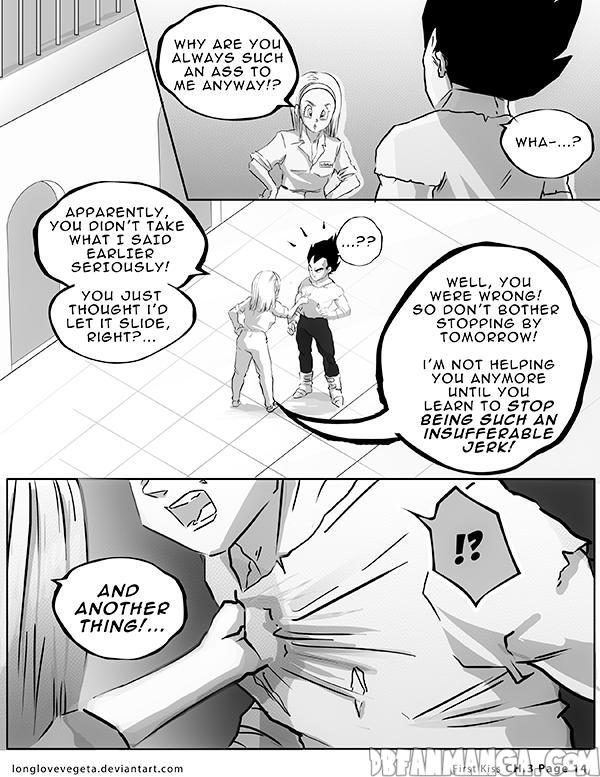 WHY ARE YOU
ALWAYS SUCH
AN ASS TO
ME ANYWAY!?
WHA-...?
APPARENTLY,
YOU DIDN'T TAKE
WHAT I SAID
EARLIER
SERIOUSLY!
YOU JUST
THOUGHT I'D
LET IT SLIDE,
RIGHT?...
...??
WELL, YOU
WERE WRONG!
SO DON'T BOTHER
STOPPING BY
TOMORROW!
I'M NOT HELPING
YOU ANYMORE
UNTIL YOU
LEARN TO STOP
BEING SUCH AN
INSUFFERABLE
JERK!
!?
AND
ANOTHER
THING!...
longlovevegeta.deviantart.com
First Kiss CH.3 Page 14
DBFANMANGA.COM